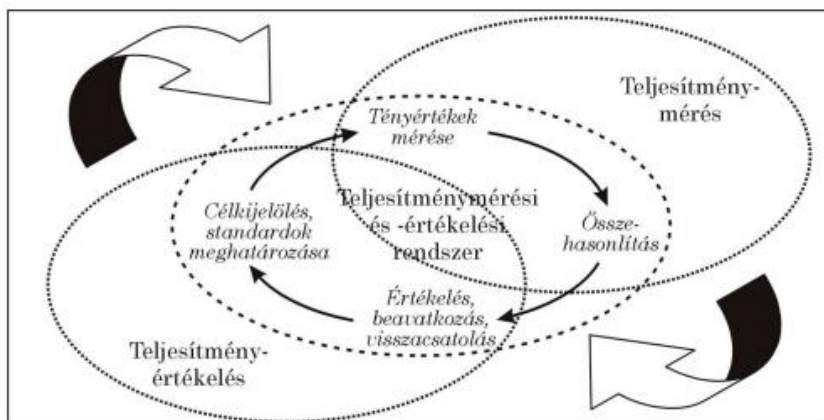 Teljesítmény-
mérés
Tényértékek
mérése
Célkijelölés,
standardok
meghatározása
Teljesítménymérési
és -értékelési
rendszer
Össze-
hasonlítás
Értékelés,
beavatkozás,
visszacsatolás
Teljesítmény-
értékelés